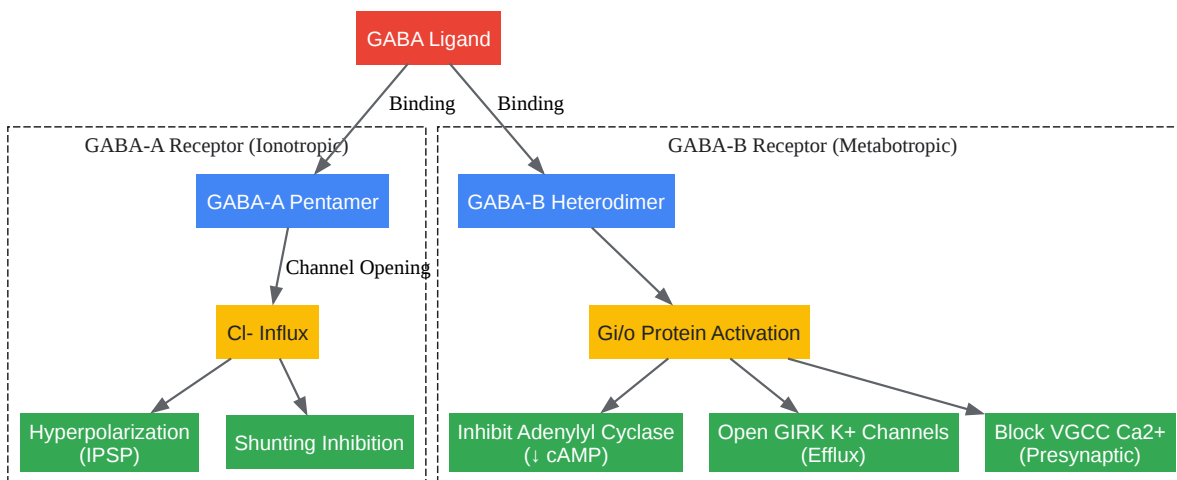 GABA Ligand
Binding
Binding
GABA-A Receptor (Ionotropic)
GABA-B Receptor (Metabotropic)
GABA-A Pentamer
GABA-B Heterodimer
Channel Opening
Cl- Influx
Gi/o Protein Activation
Hyperpolarization
(IPSP)
Shunting Inhibition
Inhibit Adenylyl Cyclase
(↓ cAMP)
Open GIRK K+ Channels
(Efflux)
Block VGCC Ca2+
(Presynaptic)